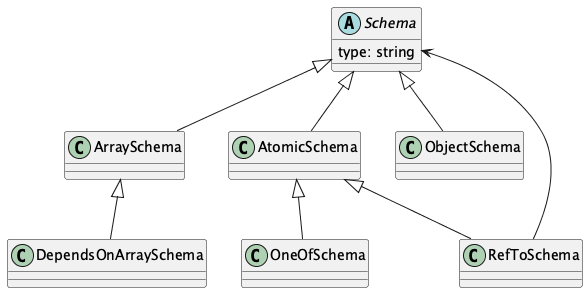 A Schema
type: string
C ArraySchema
C AtomicSchema
C ObjectSchema
C DependsOnArraySchema
C OneOfSchema
C RefToSchema